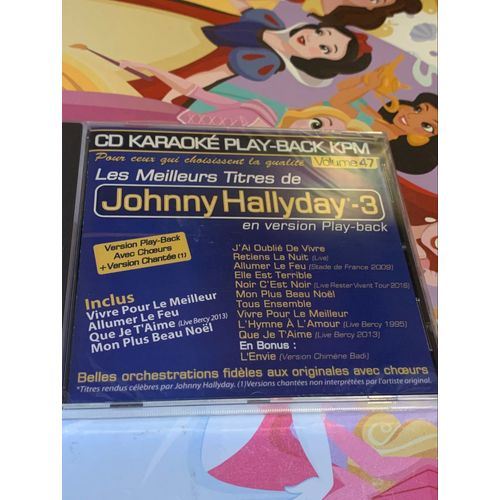 CD KARAOKÉ PLAY-BACK KPM
Pour ceux qui choisissent la qualité Volume 47
Les Meilleurs Titres de
Johnny Hallyday*-3
en version Play-back
Version Play-Back
Avec Chœurs
+ Version Chantée (1)
Inclus
Vivre Pour Le Meilleur
Allumer Le Feu
Que Je T'Aime (Live Bercy 2013)
Mon Plus Beau Noël
J'Ai Oublié De Vivre
Retiens La Nuit (Live)
Allumer Le Feu (Stade de France 2009)
Elle Est Terrible
Noir C'Est Noir (Live Rester Vivant Tour 2016)
Mon Plus Beau Noël
Tous Ensemble
Vivre Pour Le Meilleur
L'Hymne À L'Amour (Live Bercy 1995)
Que Je T'Aime (Live Bercy 2013)
En Bonus :
L'Envie (Version Chimène Badi)
Belles orchestrations fidèles aux originales avec chœurs
*Titres rendus célèbres par Johnny Hallyday. (1)Versions chantées non interprétées par l'artiste original.